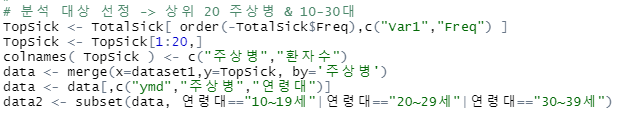 # 분석 대상 선정 -> 상위 20 주상병 & 10-30대
TopSick <- TotalSick[ order(-TotalSick$Freq),c("Var1","Freq") ]
TopSick <- TopSick[1:20,]
colnames( TopSick ) <- c("주상병","환자수")
data <- merge(x=dataset1,y=TopSick, by='주상병')
data <- data[,c("ymd","주상병","연령대")]
data2 <- subset(data, 연령대=="10~19세"|연령대=="20~29세"|연령대=="30~39세")